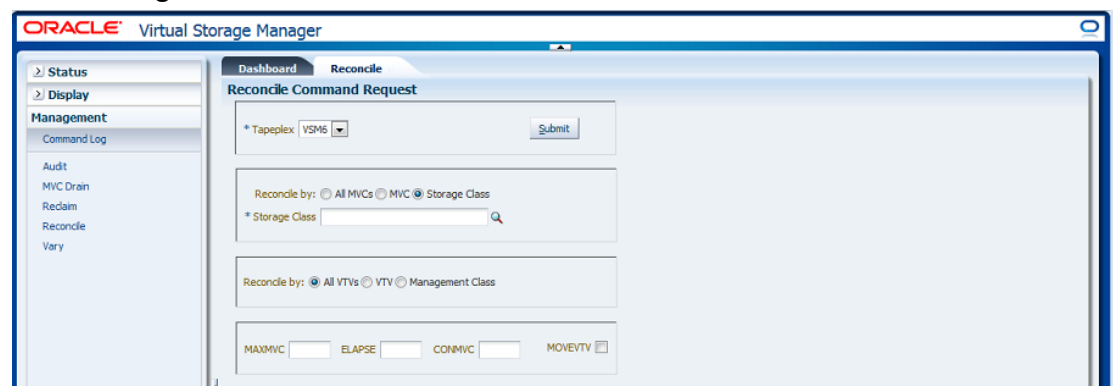 ORACLE Virtual Storage Manager
Status
Display
Management
Command Log
Audit
MVC Drain
Reclaim
Reconcile
Vary
Dashboard Reconcile
Reconcile Command Request
* Tapeplex VSM6 Submit
Reconcile by: All MVCs MVC Storage Class
* Storage Class
Reconcile by: All VTVs VTV Management Class
MAXMVC ELAPSE CONMVC MOVEVTV